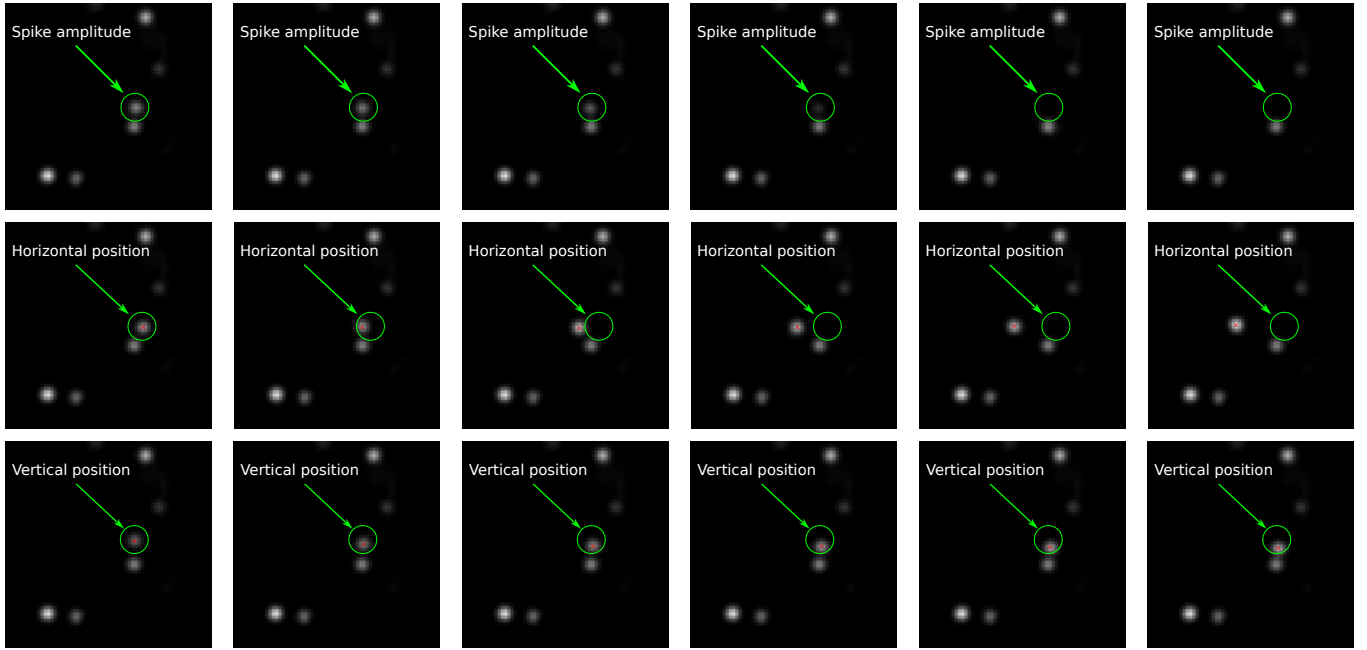 Spike amplitude Spike amplitude Spike amplitude Spike amplitude Spike amplitude Spike amplitude
Horizontal position Horizontal position Horizontal position Horizontal position Horizontal position Horizontal position
Vertical position Vertical position Vertical position Vertical position Vertical position Vertical position